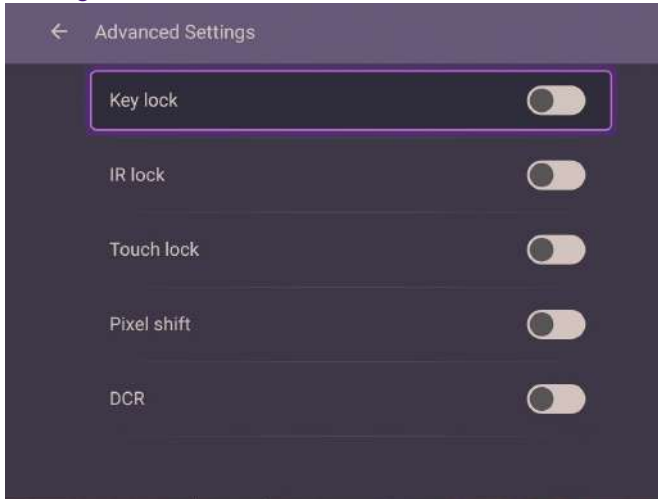 Advanced Settings
Key lock
IR lock
Touch lock
Pixel shift
DCR